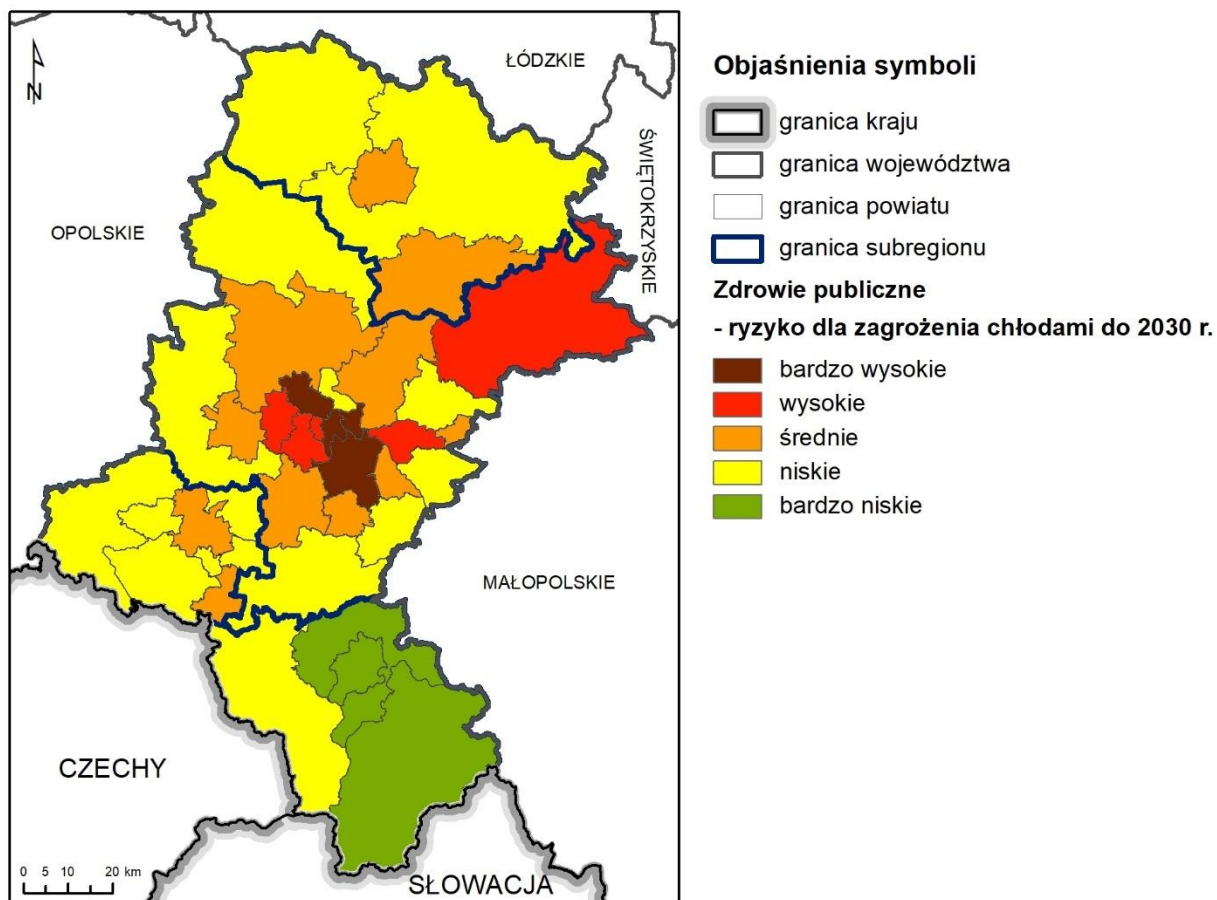 ŁÓDZKIE
ŚWIĘTOKRZYSKIE
OPOLSKIE
MAŁOPOLSKIE
CZECHY
SŁOWACJA
N
0 5 10 20 km
Objaśnienia symboli
granica kraju
granica województwa
granica powiatu
granica subregionu
Zdrowie publiczne
- ryzyko dla zagrożenia chłodami do 2030 r.
bardzo wysokie
wysokie
średnie
niskie
bardzo niskie